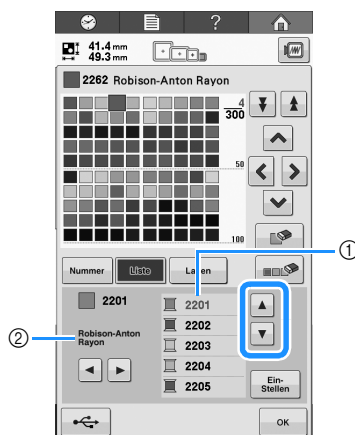 ?
41.4 mm
49.3 mm
2262 Robison-Anton Rayon
4
300
50
100
Nummer
Liste
Laden
①
2201
2201
②
Robison-Anton
Rayon
2202
2203
2204
2205
Ein-
Stellen
OK